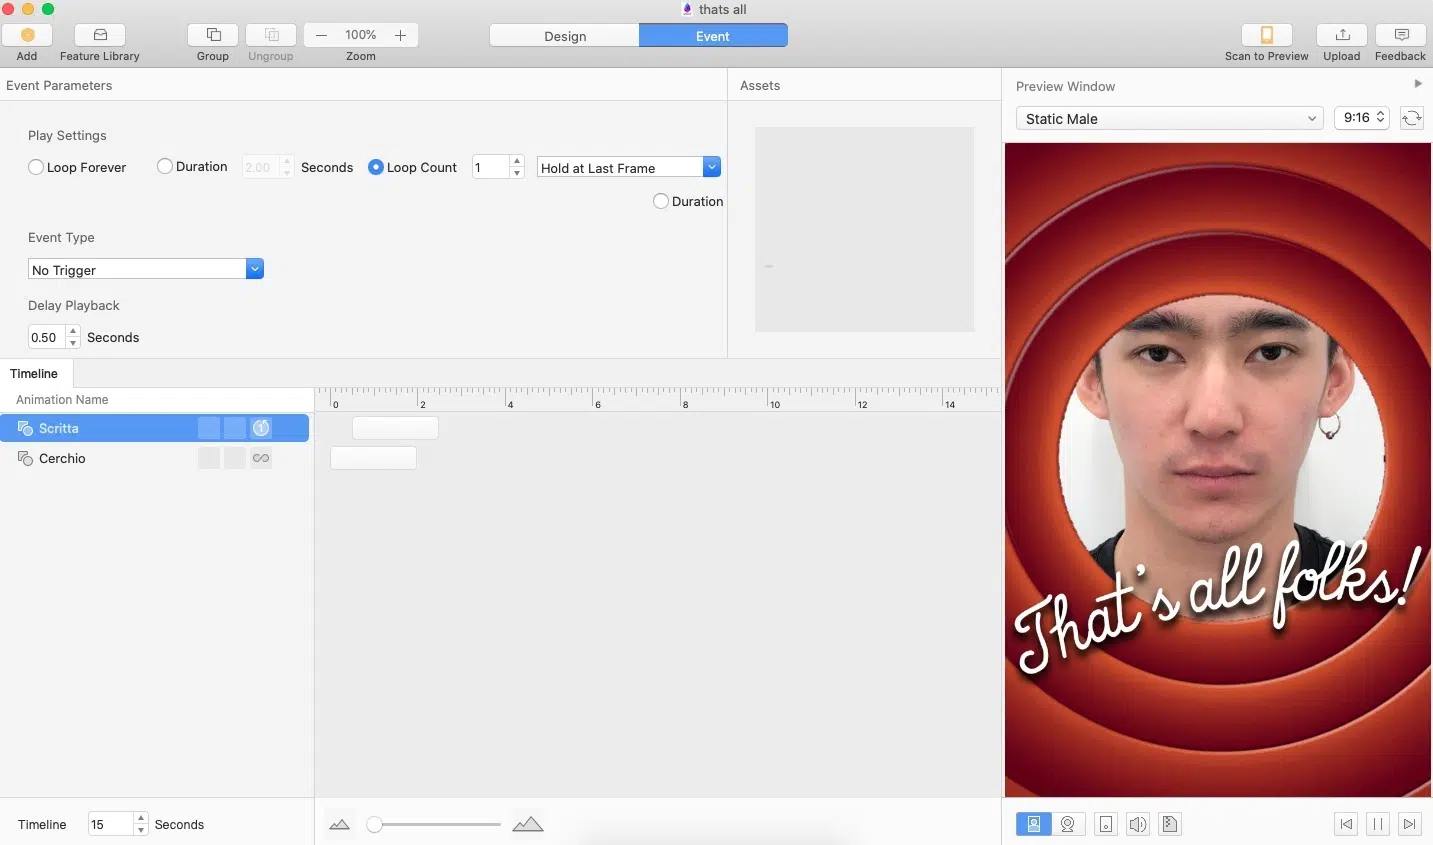 thats all
100%
Design
Event
Add
Feature Library
Group
Ungroup
Zoom
Scan to Preview
Upload
Feedback
Event Parameters
Assets
Preview Window
Static Male
9:16
Play Settings
Loop Forever
Duration
2.00
Seconds
Loop Count
1
Hold at Last Frame
Duration
Event Type
No Trigger
Delay Playback
0.50
Seconds
Timeline
Animation Name
0 2 4 6 8 10 12 14
Scritta
1
Cerchio
That's all folks!
Timeline
15
Seconds